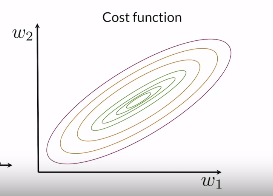 Cost function
w₂
w₁